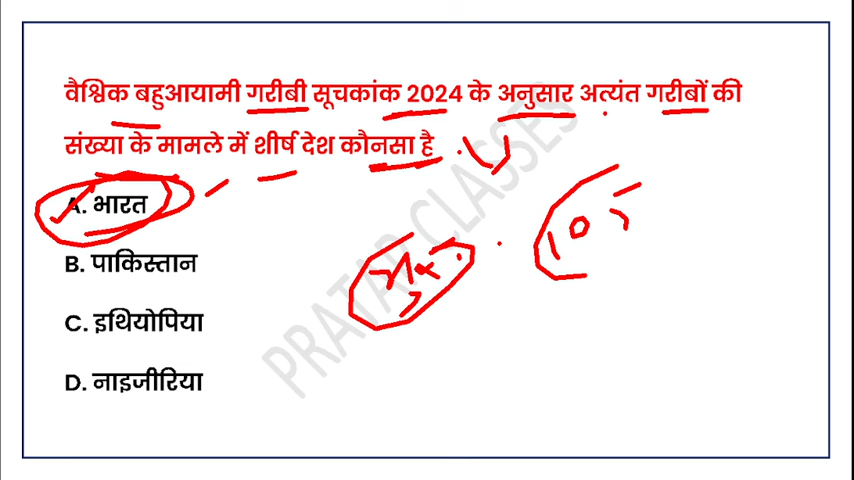 वैश्विक बहुआयामी गरीबी सूचकांक 2024 के अनुसार अत्यंत गरीबों की
संख्या के मामले में शीर्ष देश कौनसा है
A. भारत
B. पाकिस्तान
C. इथियोपिया
D. नाइजीरिया
PRATAP CLASSES